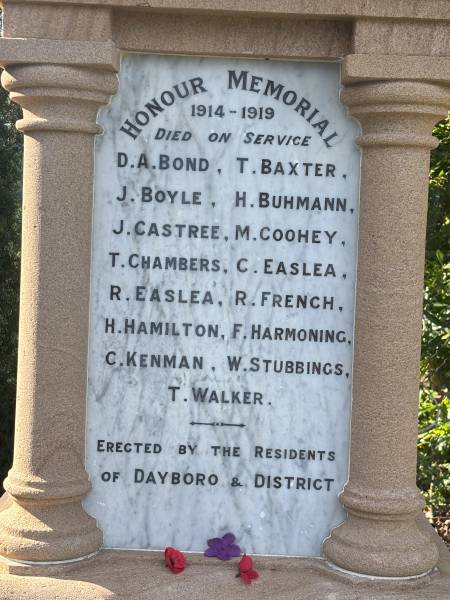 HONOUR MEMORIAL
1914-1919
DIED ON SERVICE
D.A. BOND, T. BAXTER,
J. BOYLE, H. BUHMANN,
J. CASTREE, M. COOHEY,
T. CHAMBERS, C. EASLEA,
R. EASLEA, R. FRENCH,
H. HAMILTON, F. HARMONING,
C. KENMAN, W. STUBBINGS,
T. WALKER.
ERECTED BY THE RESIDENTS
OF DAYBORO & DISTRICT